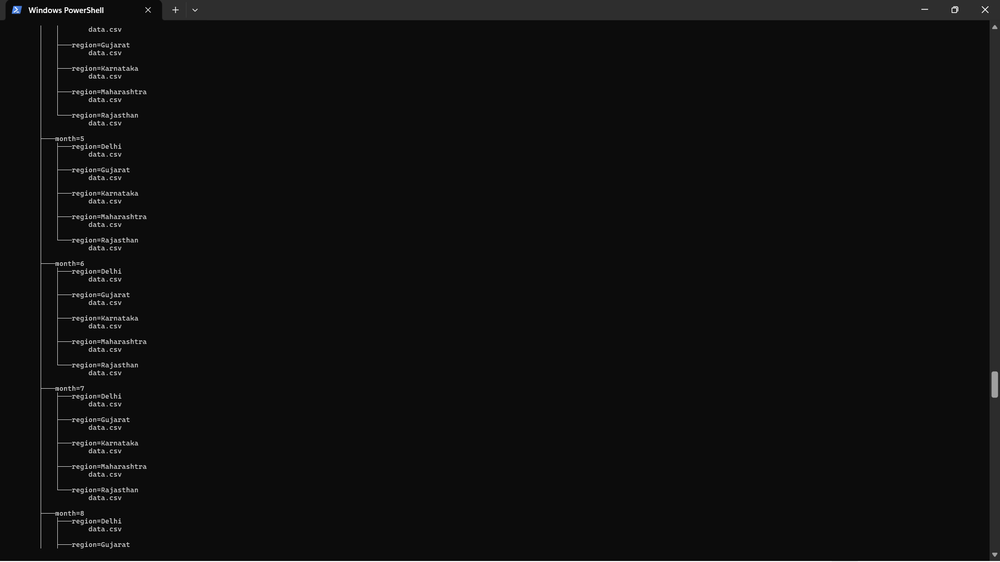 Windows PowerShell
data.csv
region=Gujarat
data.csv
region=Karnataka
data.csv
region=Maharashtra
data.csv
region=Rajasthan
data.csv
month=5
region=Delhi
data.csv
region=Gujarat
data.csv
region=Karnataka
data.csv
region=Maharashtra
data.csv
region=Rajasthan
data.csv
month=6
region=Delhi
data.csv
region=Gujarat
data.csv
region=Karnataka
data.csv
region=Maharashtra
data.csv
region=Rajasthan
data.csv
month=7
region=Delhi
data.csv
region=Gujarat
data.csv
region=Karnataka
data.csv
region=Maharashtra
data.csv
region=Rajasthan
data.csv
month=8
region=Delhi
data.csv
region=Gujarat